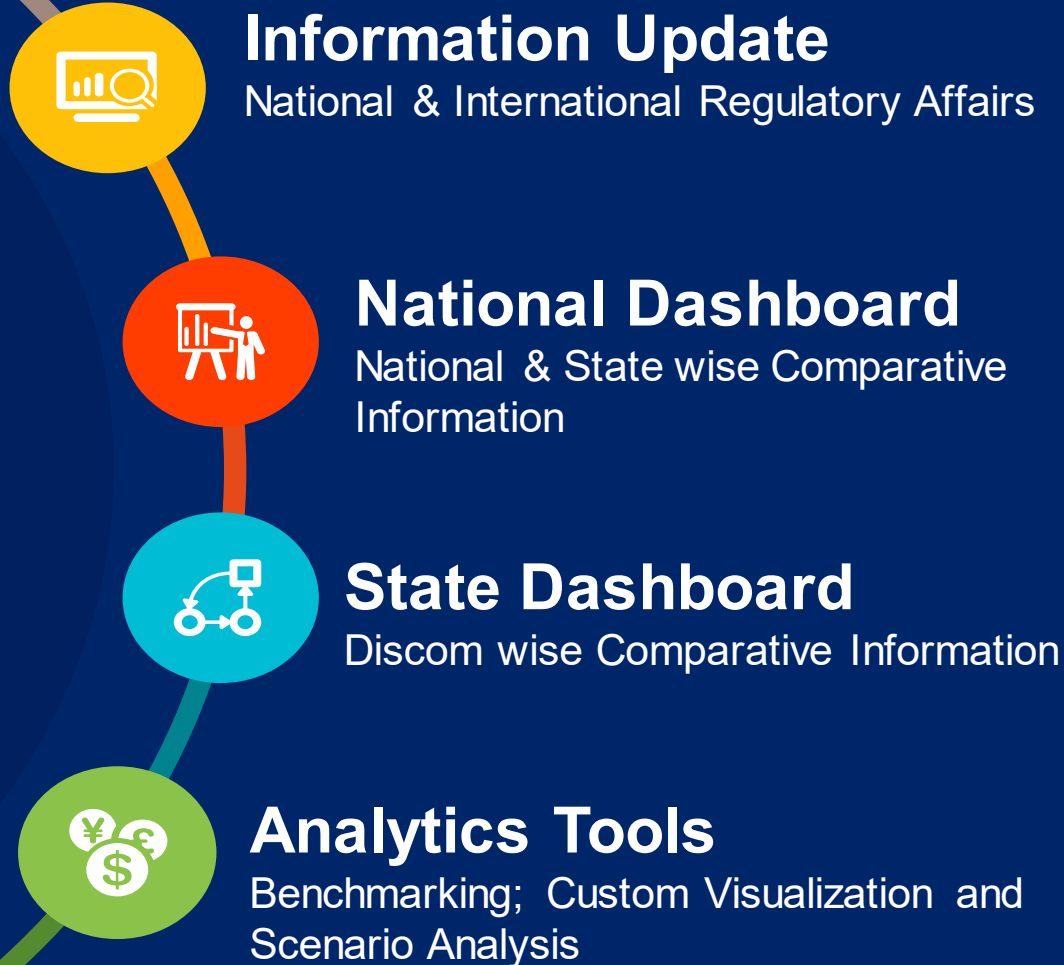 Information Update
National & International Regulatory Affairs
National Dashboard
National & State wise Comparative
Information
State Dashboard
Discom wise Comparative Information
¥ £
$
Analytics Tools
Benchmarking; Custom Visualization and
Scenario Analysis